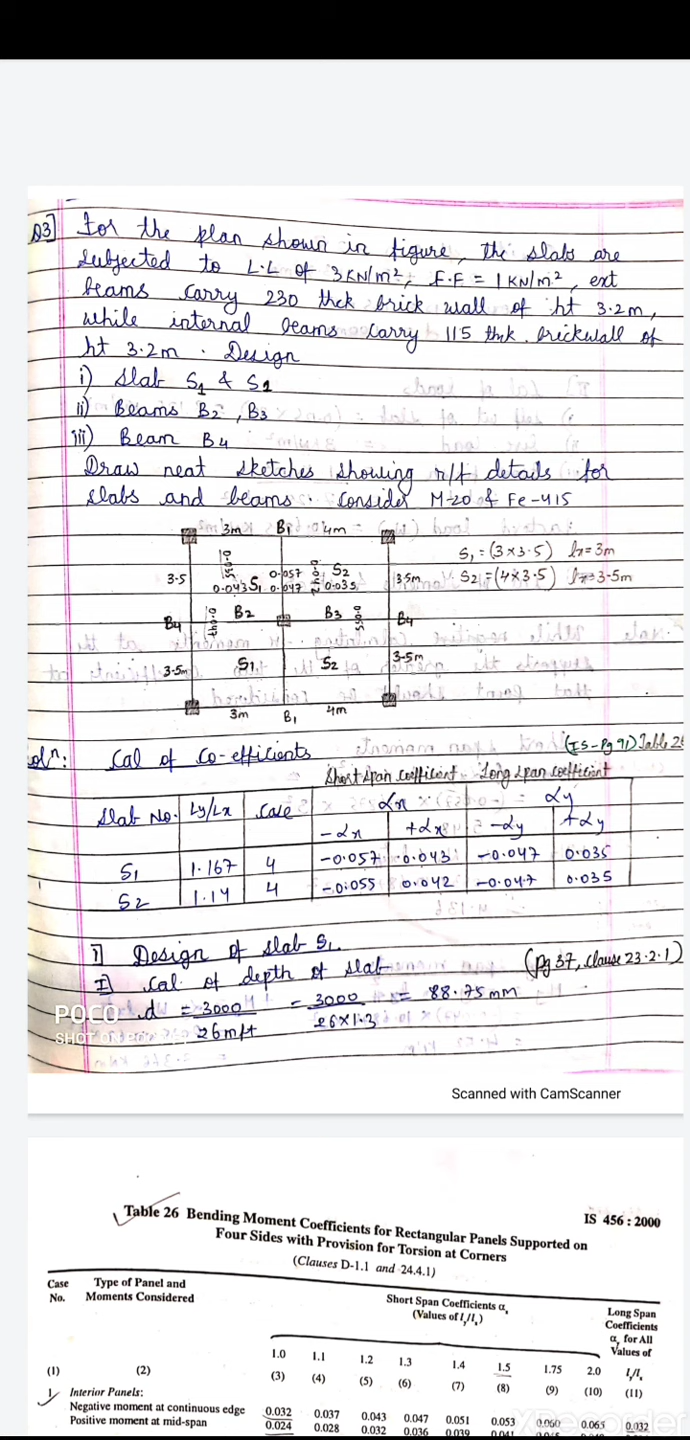 Q3] For the plan shown in figure, the slabs are
subjected to L.L of 3 KN/m², F.F = 1 KN/m², ext
beams carry 230 thck brick wall of ht 3.2m,
while internal beams carry 115 thk. brickwall of
ht 3.2m. Design
i) Slab S1 & S2
ii) Beams B2, B3
iii) Beam B4
Draw neat sketches showing r/f details for
slabs and beams. Consider M-20 & Fe-415
3m B1 4m
S1 = (3 x 3.5) lx = 3m
S2 = (4 x 3.5) lx = 3.5m
3.5 0.043 S1 0.057 0.047 S2 0.035 3.5m
B4 B2 B3 0.055 B4
3.5m S1 S2 3.5m
3m B1 4m
Soln: Cal of Co-efficients (IS-Pg 91) Table 26
Short span coefficient Long span coefficient
Slab No. Ly/Lx Case αx αy
-αx +αx -αy +αy
S1 1.167 4 -0.057 0.043 -0.047 0.035
S2 1.14 4 -0.055 0.042 -0.047 0.035
i) Design of slab S1.
I) Cal. of depth of slab (pg 37, clause 23.2.1)
d = 3000 / 26 m/ft = 3000 / 26 x 1.3 = 88.75 mm
POCO
SHOT
Scanned with CamScanner
IS 456 : 2000
Table 26 Bending Moment Coefficients for Rectangular Panels Supported on
Four Sides with Provision for Torsion at Corners
(Clauses D-1.1 and 24.4.1)
Case No. Type of Panel and Moments Considered Short Span Coefficients αx (Values of ly/lx) Long Span Coefficients αy for All Values of ly/lx
1.0 1.1 1.2 1.3 1.4 1.5 1.75 2.0
(1) (2) (3) (4) (5) (6) (7) (8) (9) (10) (11)
1 Interior Panels:
Negative moment at continuous edge 0.032 0.037 0.043 0.047 0.051 0.053 0.060 0.065 0.032
Positive moment at mid-span 0.024 0.028 0.032 0.036 0.039 0.041
XRecorder